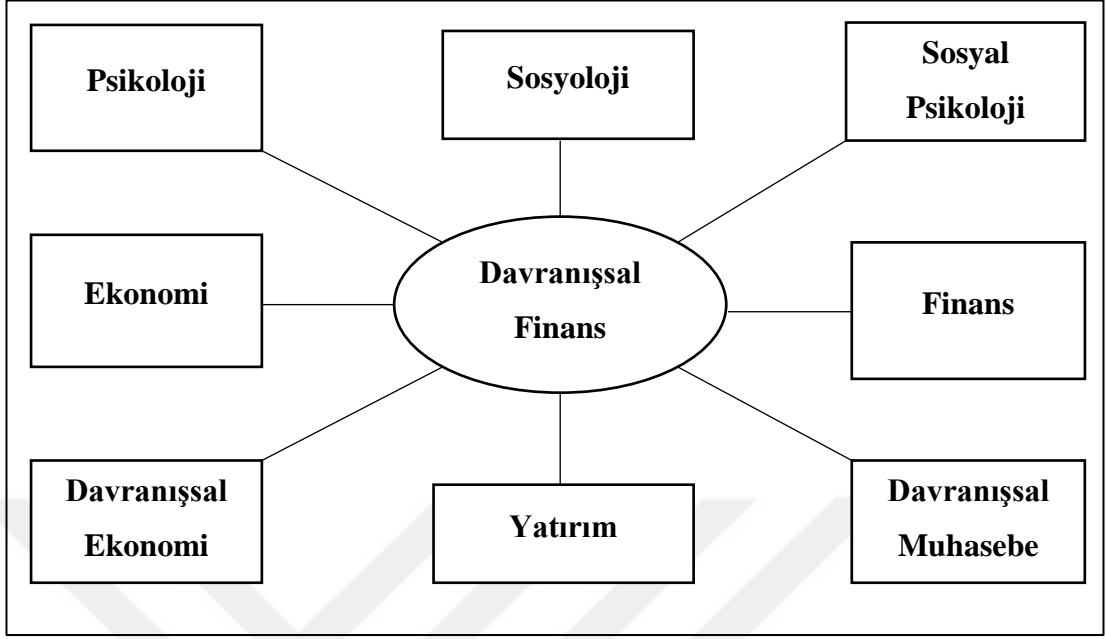 Psikoloji
Sosyoloji
Sosyal
Psikoloji
Ekonomi
Davranışsal
Finans
Finans
Davranışsal
Ekonomi
Yatırım
Davranışsal
Muhasebe